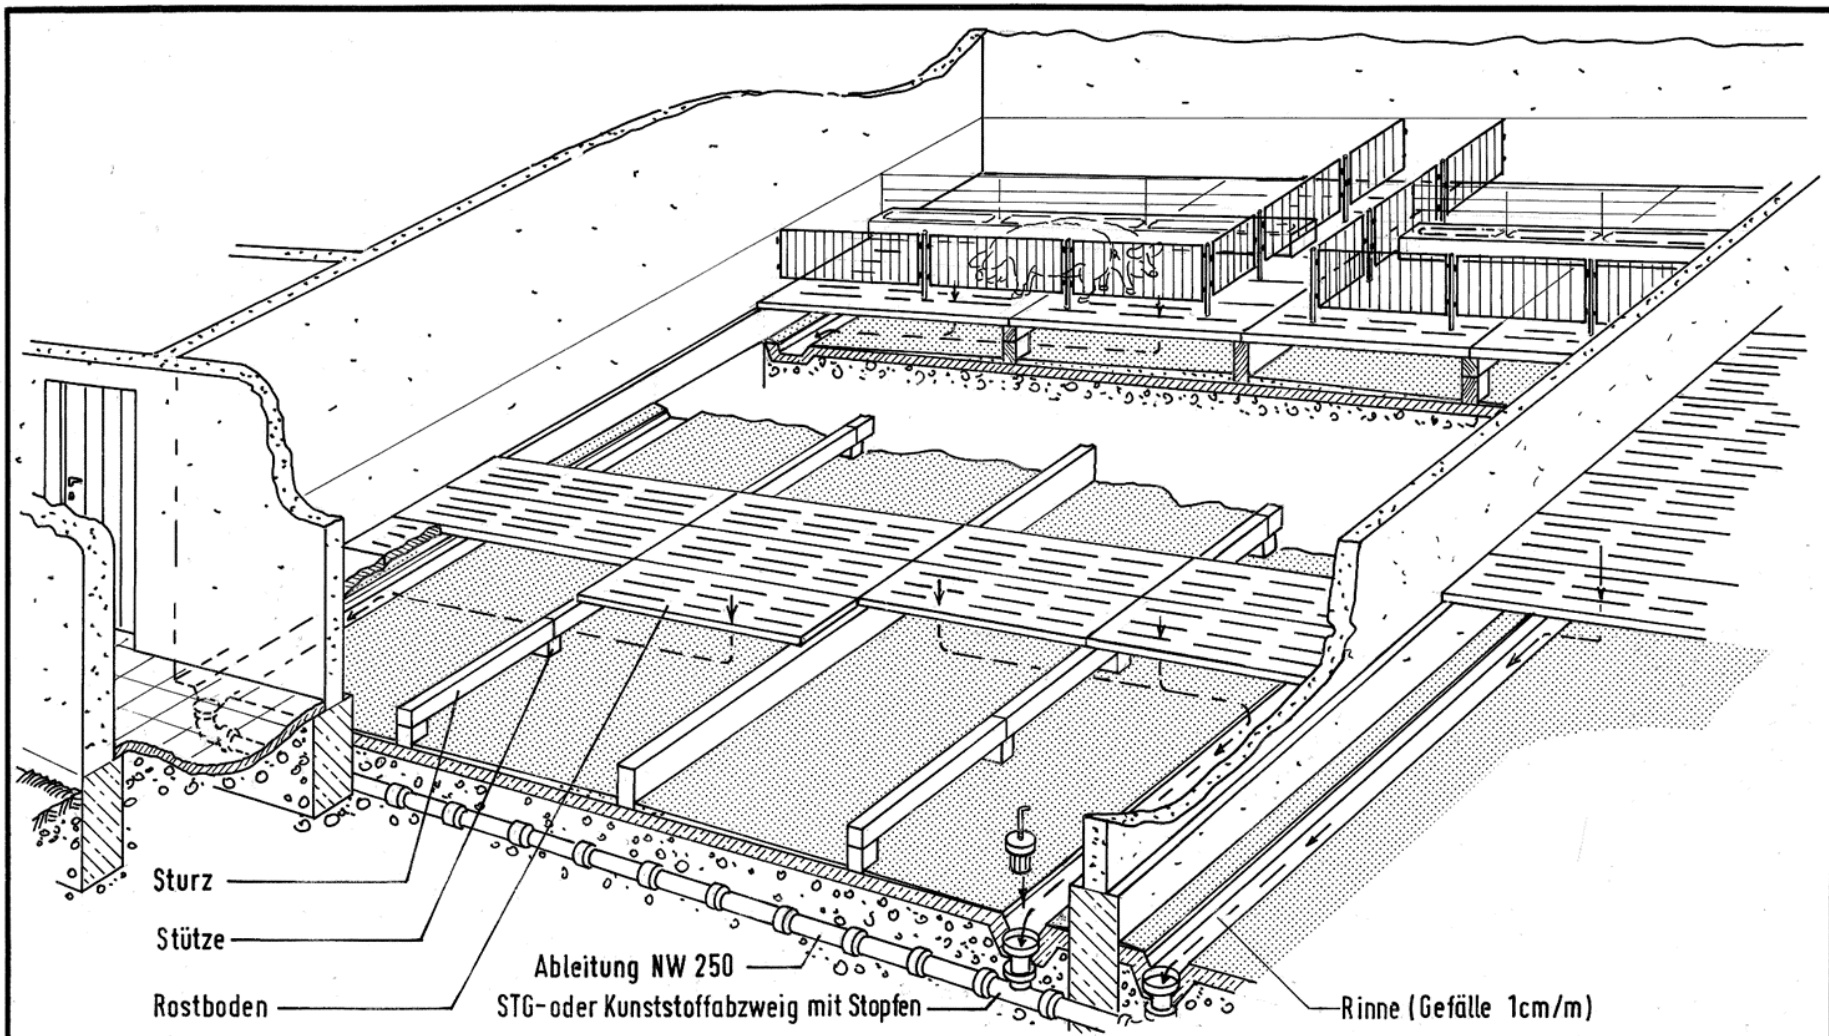 Sturz
Stütze
Ableitung NW 250
Rostboden
STG-oder Kunststoffabzweig mit Stopfen
Rinne (Gefälle 1cm/m)